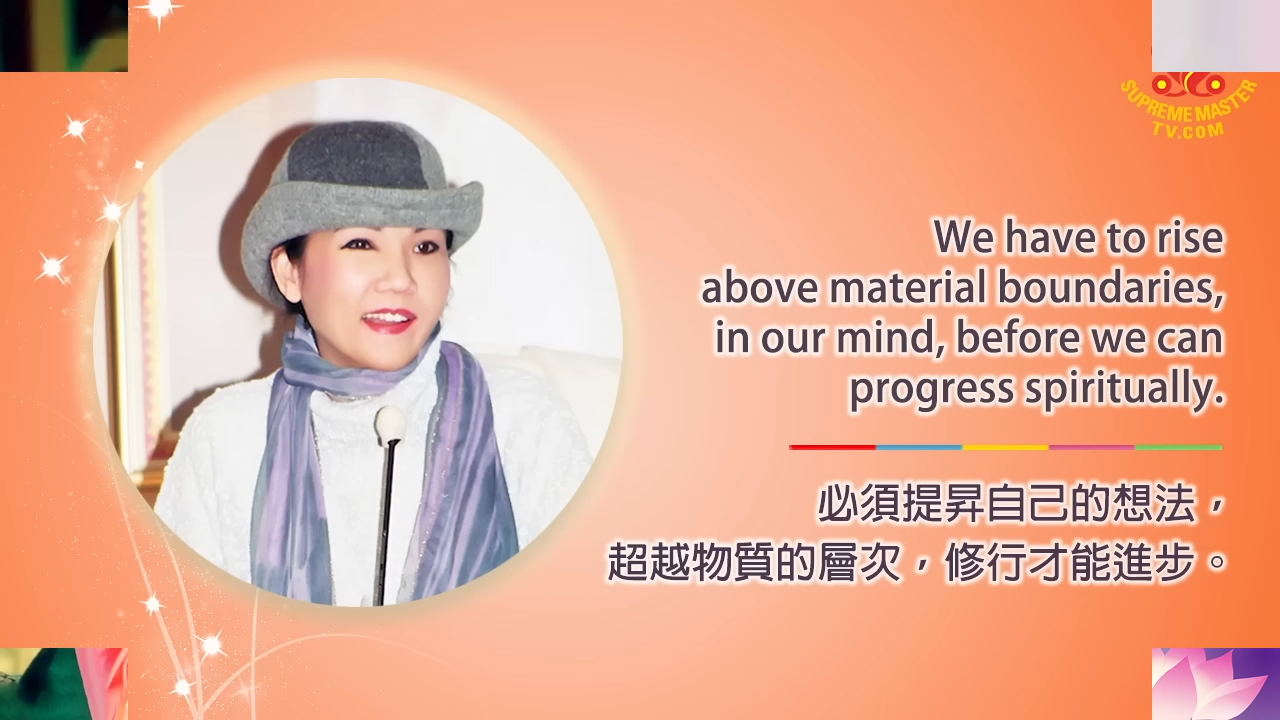 SUPREME MASTER
TV.COM
We have to rise
above material boundaries,
in our mind, before we can
progress spiritually.
必須提昇自己的想法，
超越物質的層次，修行才能進步。